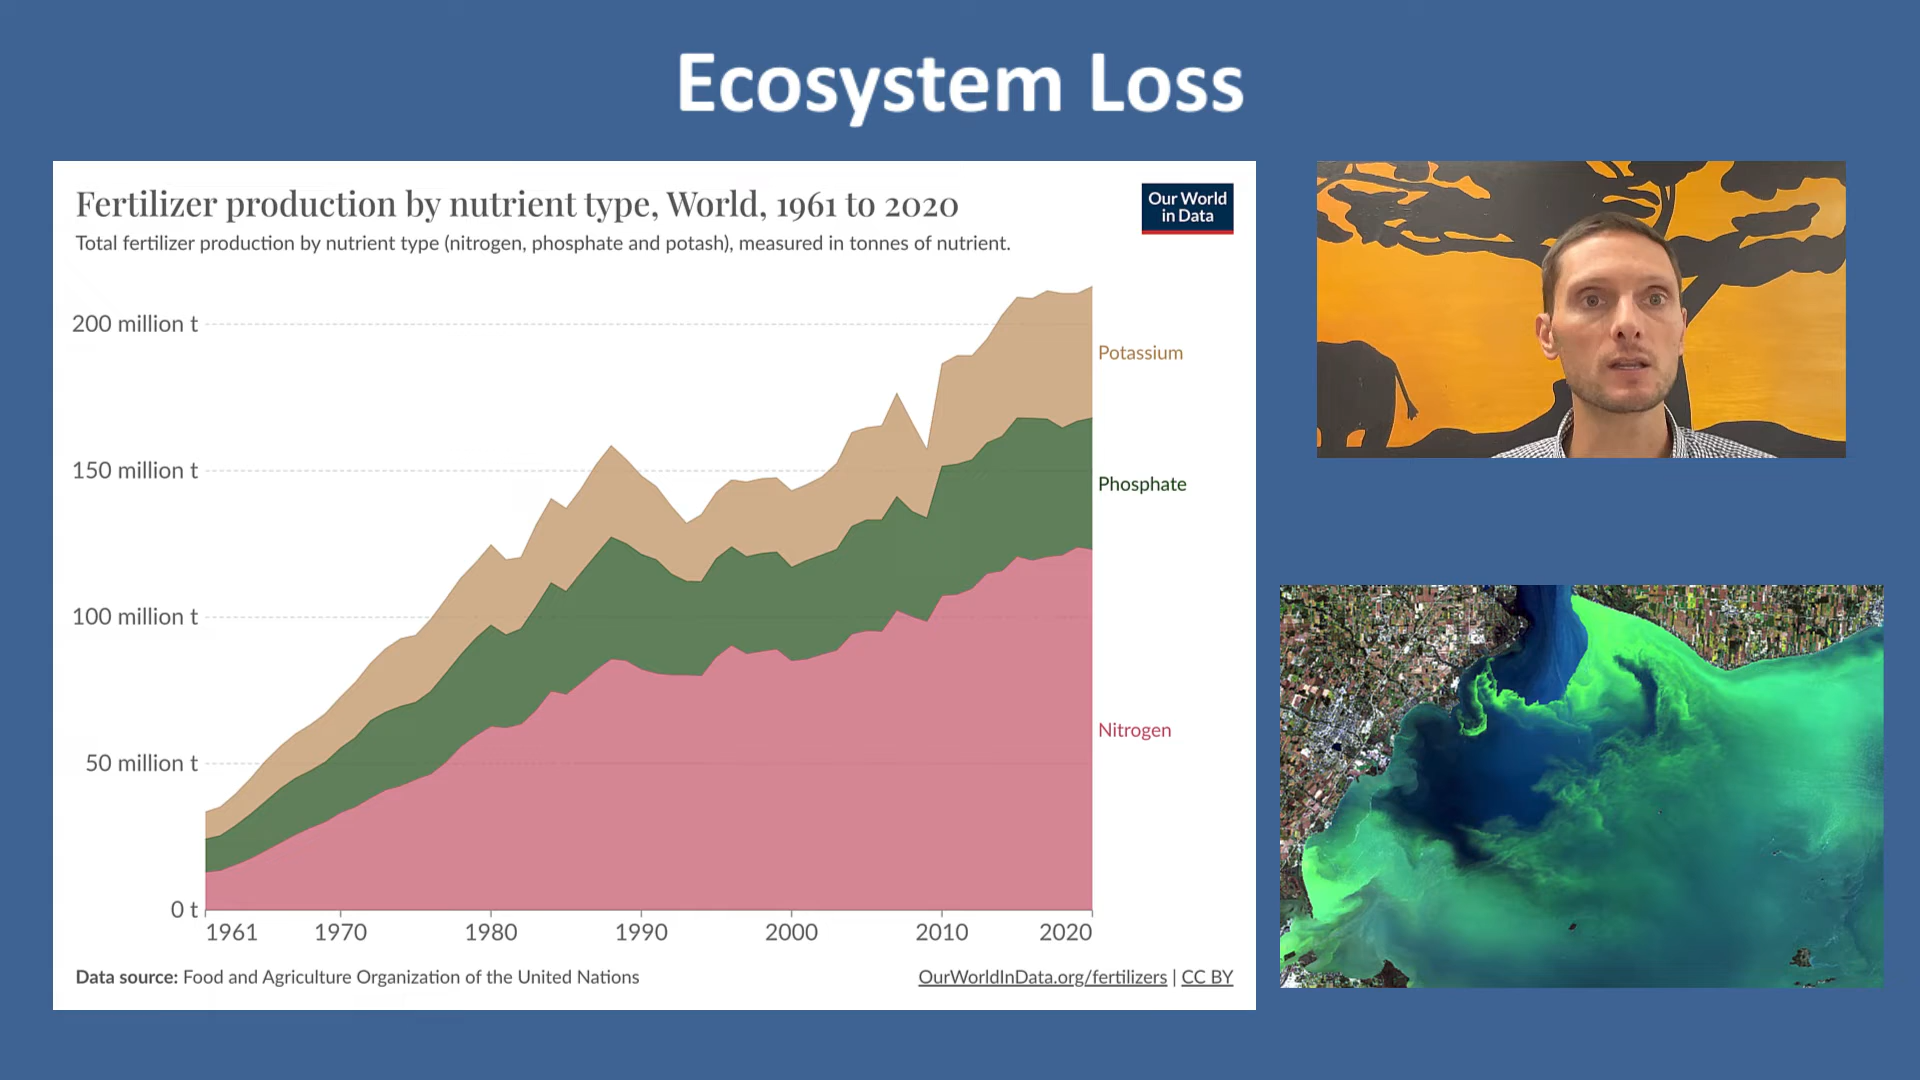 Ecosystem Loss
Fertilizer production by nutrient type, World, 1961 to 2020
Our World
in Data
Total fertilizer production by nutrient type (nitrogen, phosphate and potash), measured in tonnes of nutrient.
200 million t
150 million t
100 million t
50 million t
0 t
Potassium
Phosphate
Nitrogen
1961 1970 1980 1990 2000 2010 2020
Data source: Food and Agriculture Organization of the United Nations
OurWorldInData.org/fertilizers | CC BY